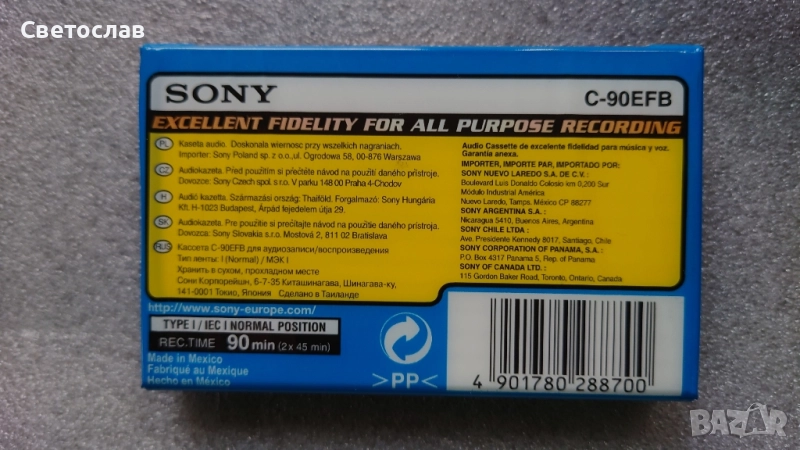 Светослав
SONY
C-90EFB
EXCELLENT FIDELITY FOR ALL PURPOSE RECORDING
PL Kaseta audio. Doskonała wierność przy wszelkich nagraniach.
Importer: Sony Poland sp. z o.o.,ul. Ogrodowa 58, 00-876 Warszawa
CZ Audiokazeta. Před použitím si přečtěte návod na použití daného přístroje.
Dovozce: Sony Czech spol. s r.o. V parku 148 00 Praha 4-Chodov
H Audió kazetta. Származási ország: Thaiföld. Forgalmazó: Sony Hungária
Kft. H-1023 Budapest, Árpád fejedelem útja 29.
SK Audiokazeta. Pre použitie si prečítajte návod na použitie daného prístroja.
Dovozca: Sony Slovakia s r.o. Mostová 2, 811 02 Bratislava
RUS Кассета C-90EFB для аудиозаписи/воспроизведения
Тип ленты: I (Normal) / МЭК I
Хранить в сухом, прохладном месте
Сони Корпорейшн, 6-7-35 Киташинагава, Шинагава-ку,
141-0001 Токио, Япония Сделано в Таиланде
Audio Cassette de excelente fidelidad para música y voz.
Garantía anexa.
IMPORTER, IMPORTE PAR, IMPORTADO POR:
SONY NUEVO LAREDO S.A. DE C.V. :
Boulevard Luis Donaldo Colosio km 0,200 Sur
Módulo Industrial América
Nuevo Laredo, Tamps. México CP 88277
SONY ARGENTINA S.A. :
Nicaragua 5410, Buenos Aires, Argentina
SONY CHILE LTDA :
Ave. Presidente Kennedy 8017, Santiago, Chile
SONY CORPORATION OF PANAMA, S.A. :
P.O. Box 4317 Panama 5, Rep. of Panama
SONY OF CANADA LTD. :
115 Gordon Baker Road, Toronto, Ontario, Canada
http://www.sony-europe.com/
TYPE I / IEC I NORMAL POSITION
REC.TIME 90 min (2 x 45 min)
Made in Mexico
Fabriqué au Mexique
Hecho en México
>PP<
4 901780 288700
BAZAR